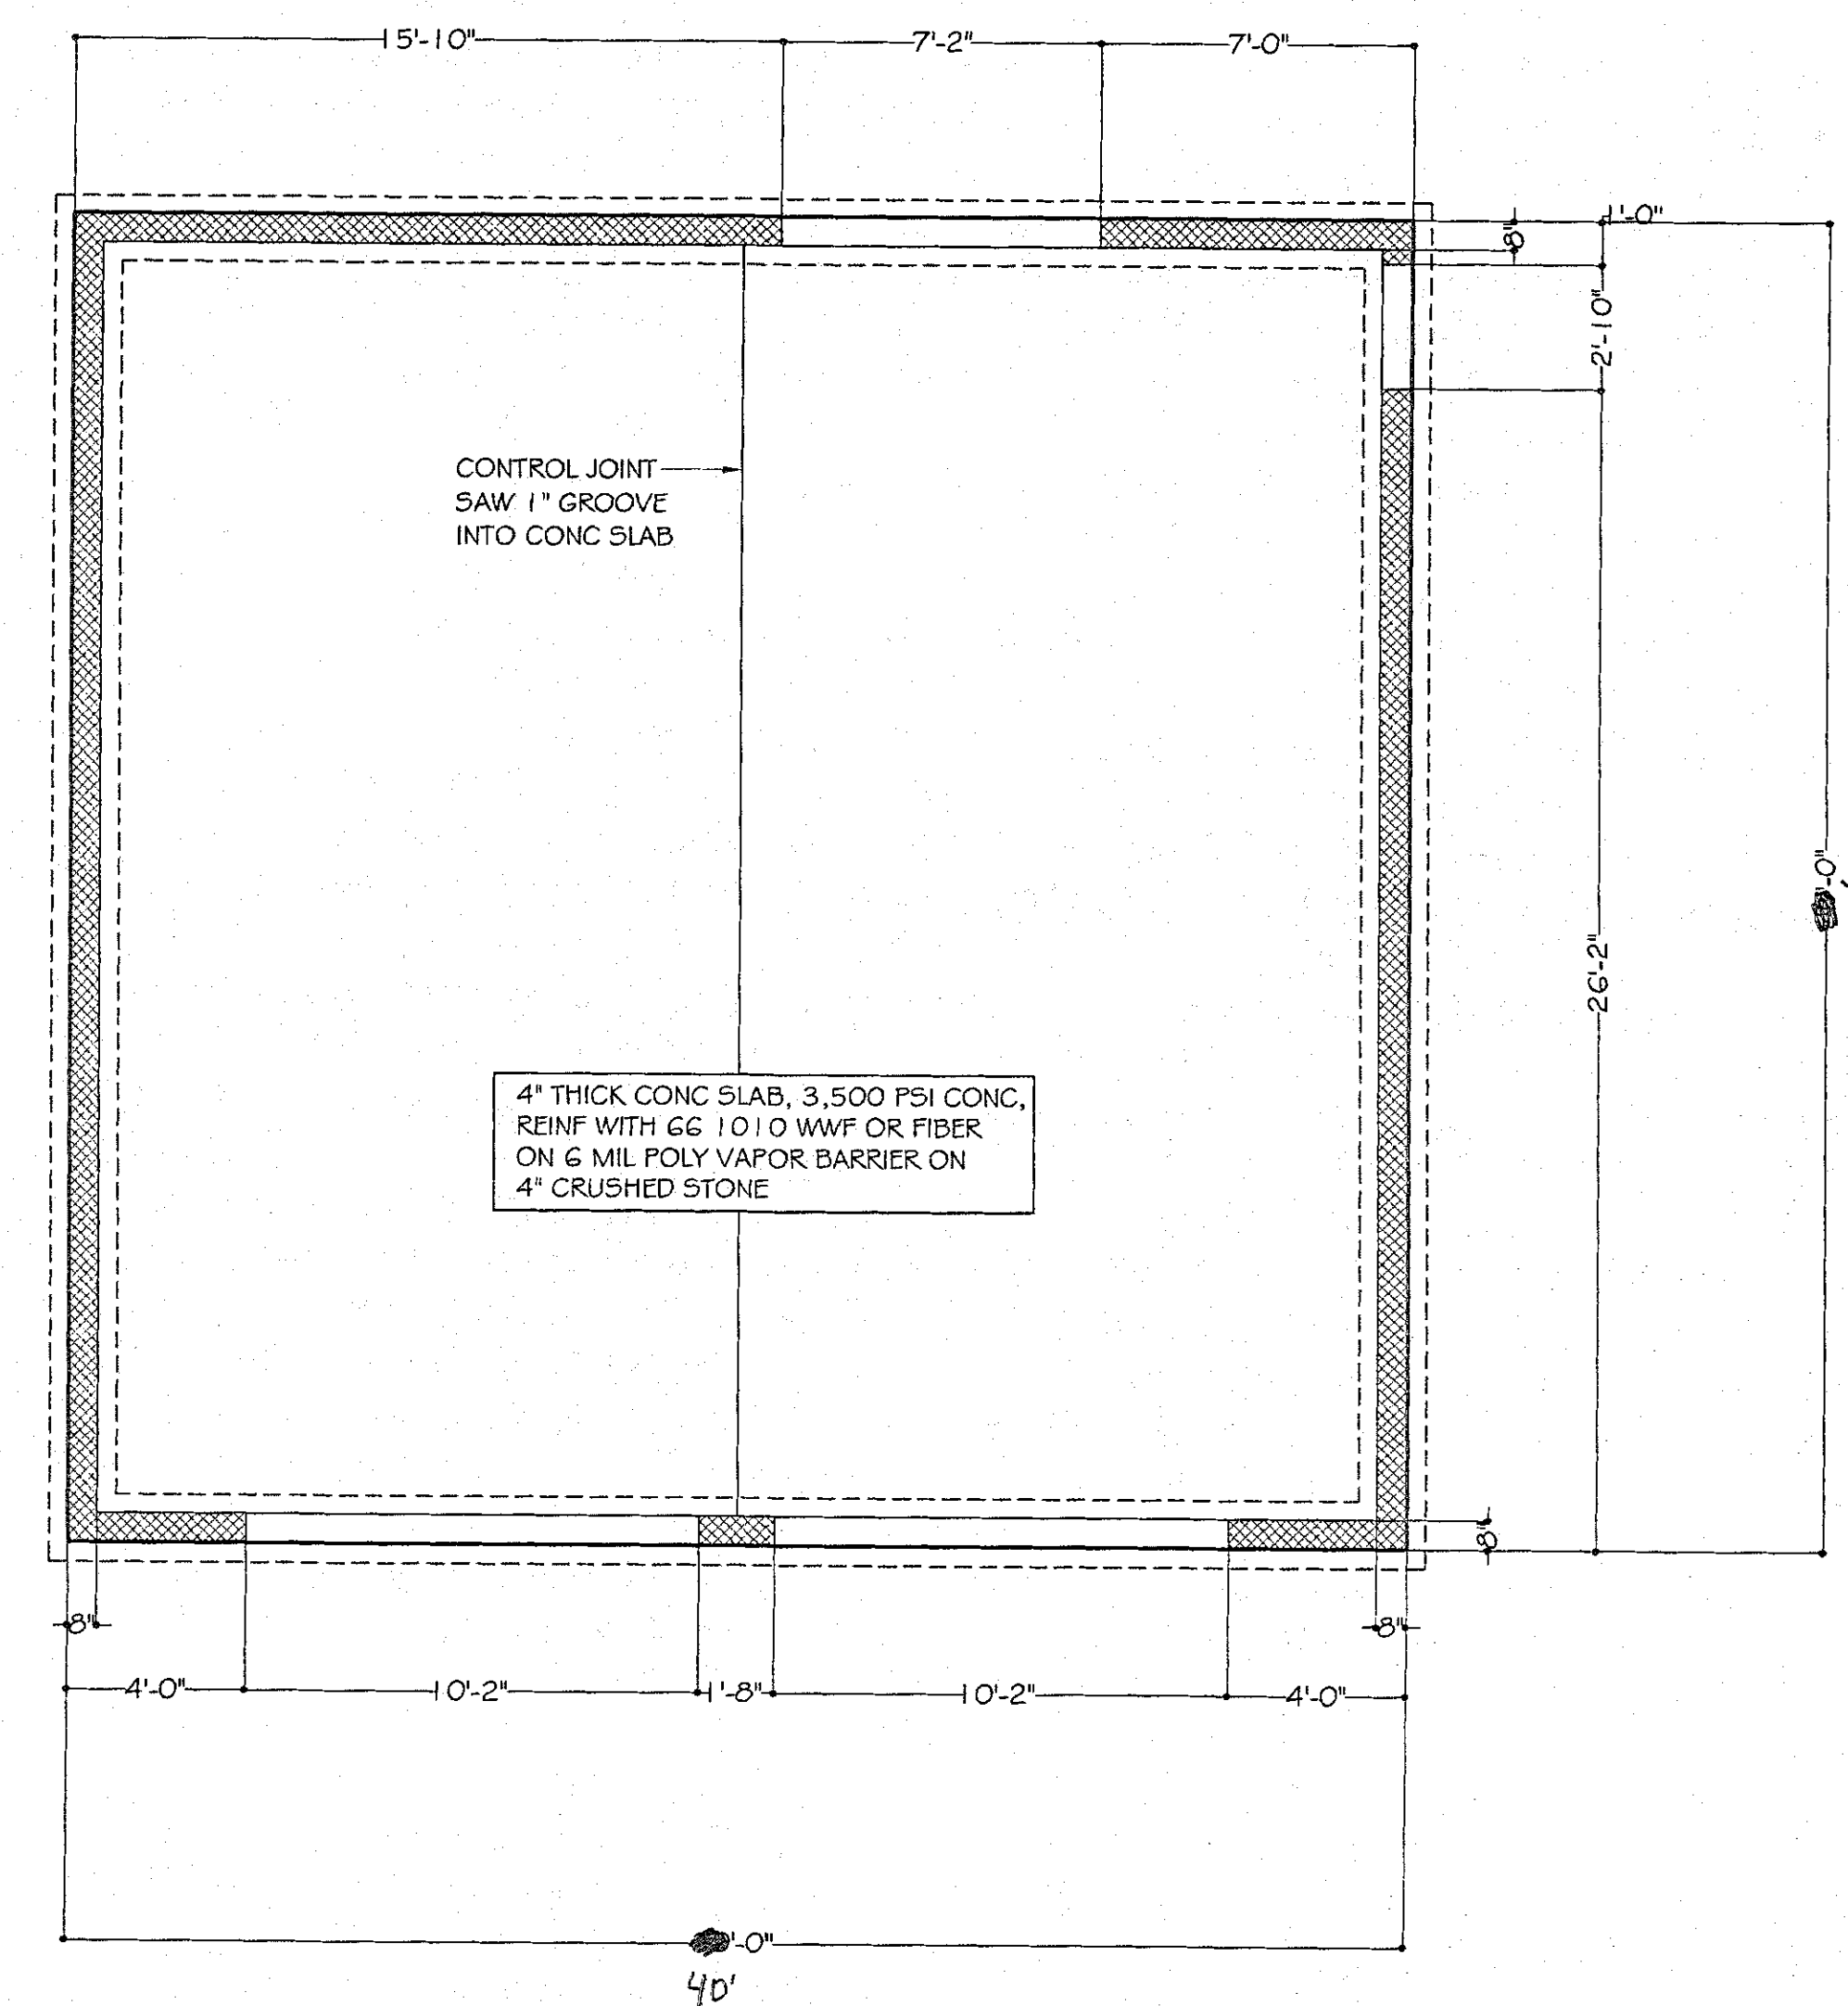 15'-10"
7'-2"
7'-0"
1'-0"
8"
2'-10"
CONTROL JOINT
SAW 1" GROOVE
INTO CONC SLAB
'-0"
26'-2"
4" THICK CONC SLAB, 3,500 PSI CONC,
REINF WITH 66 1010 WWF OR FIBER
ON 6 MIL POLY VAPOR BARRIER ON
4" CRUSHED STONE
8"
8"
8"
4'-0"
10'-2"
1'-8"
10'-2"
4'-0"
'-0"
40'